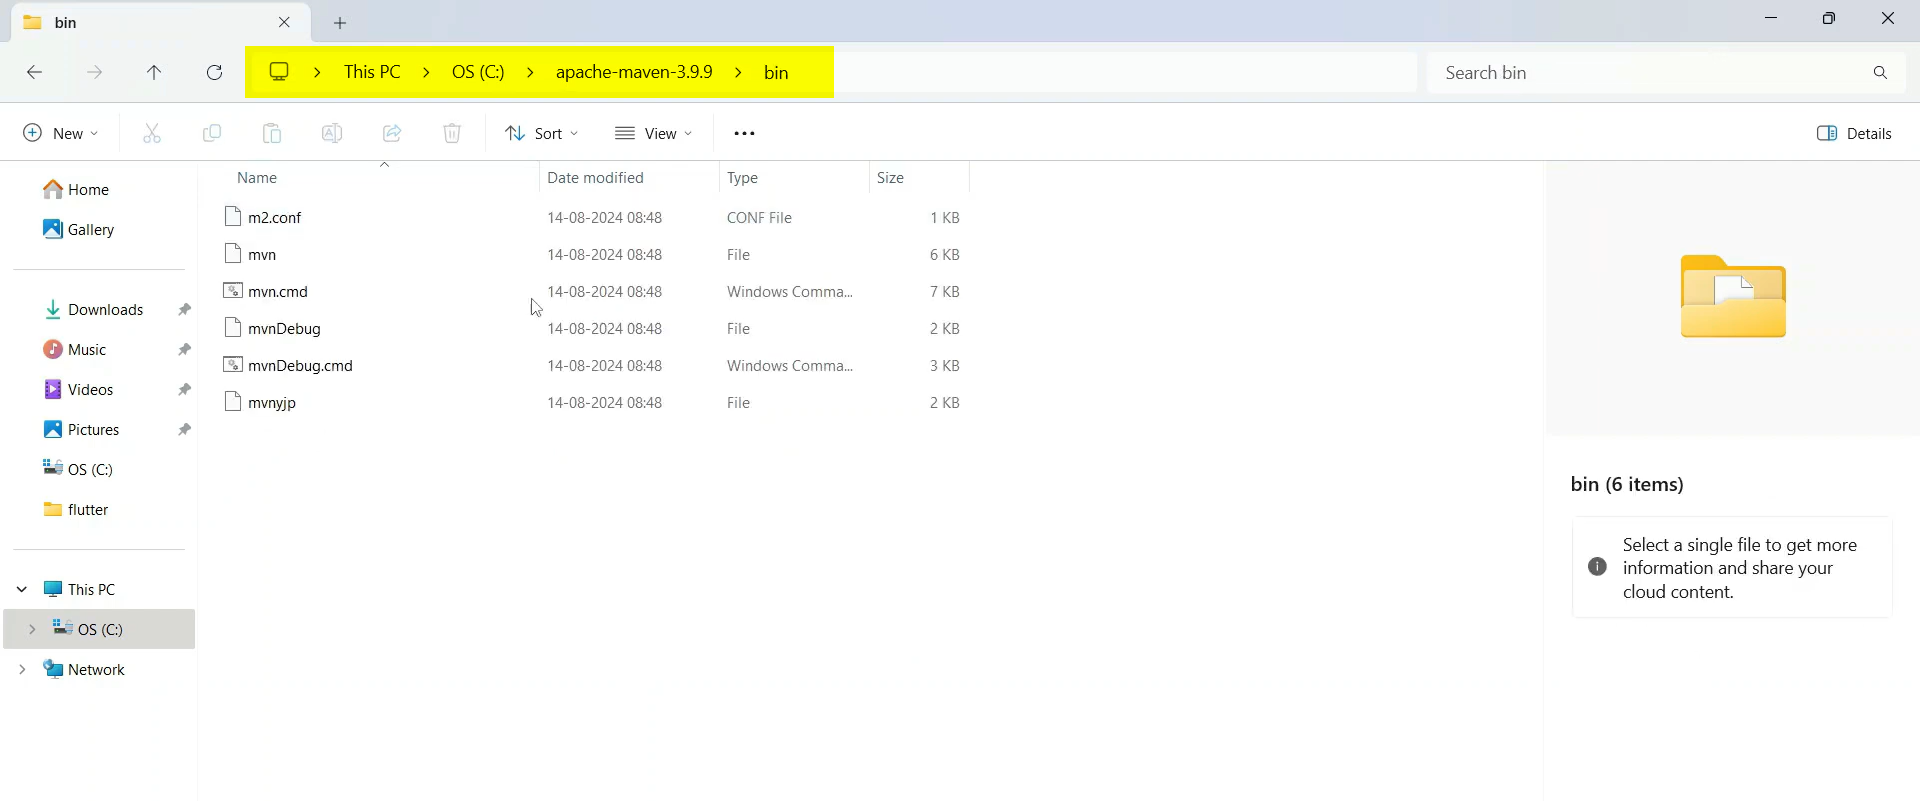 bin
This PC > OS (C:) > apache-maven-3.9.9 > bin
Search bin
New
Sort
View
Details
Name Date modified Type Size
Home
Gallery
Downloads
Music
Videos
Pictures
OS (C:)
flutter
This PC
OS (C:)
Network
m2.conf 14-08-2024 08:48 CONF File 1 KB
mvn 14-08-2024 08:48 File 6 KB
mvn.cmd 14-08-2024 08:48 Windows Comma... 7 KB
mvnDebug 14-08-2024 08:48 File 2 KB
mvnDebug.cmd 14-08-2024 08:48 Windows Comma... 3 KB
mvnyjp 14-08-2024 08:48 File 2 KB
bin (6 items)
Select a single file to get more
information and share your
cloud content.